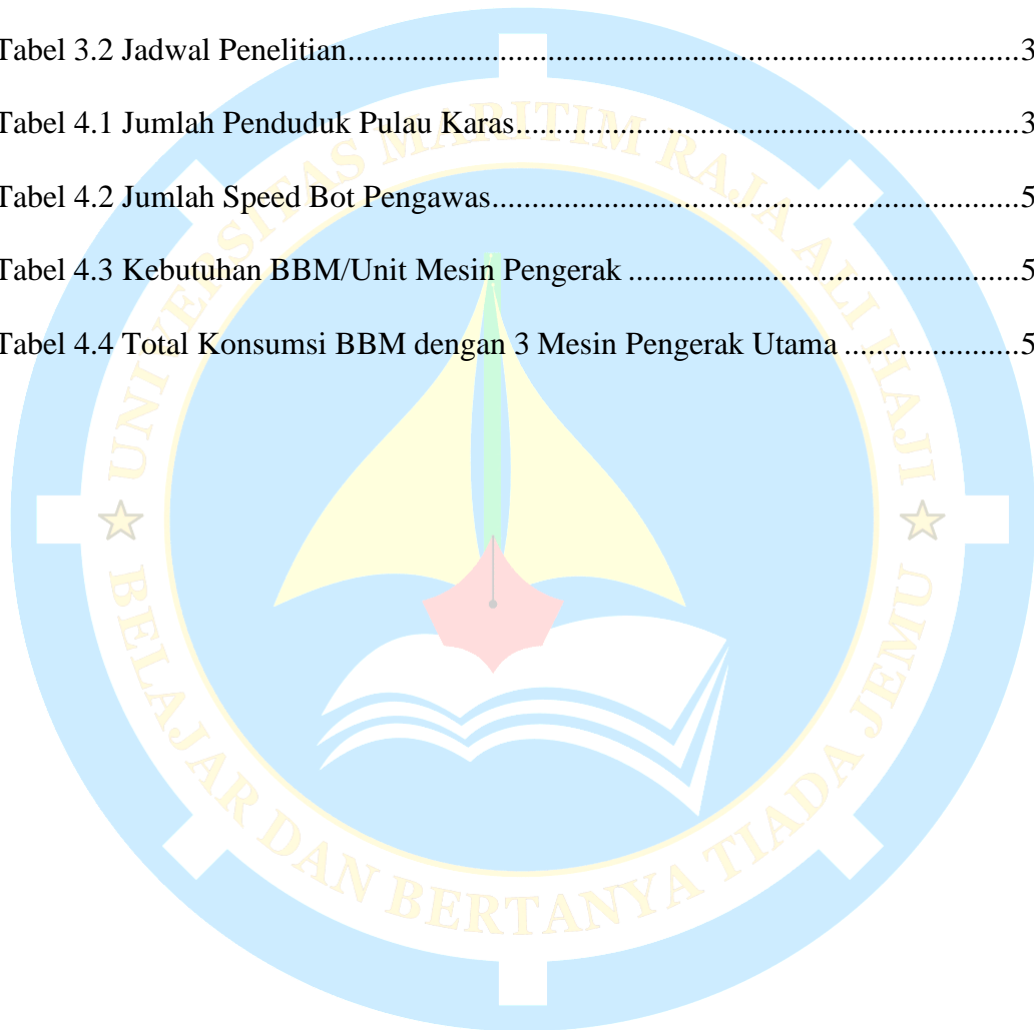 Tabel 3.2 Jadwal Penelitian....................................................................................3
Tabel 4.1 Jumlah Penduduk Pulau Karas...............................................................3
Tabel 4.2 Jumlah Speed Bot Pengawas..................................................................5
Tabel 4.3 Kebutuhan BBM/Unit Mesin Pengerak .................................................5
Tabel 4.4 Total Konsumsi BBM dengan 3 Mesin Pengerak Utama ......................5
UNIVERSITAS MARITIM RAJA ALI HAJI
BELAJAR DAN BERTANYA TIADA JEMU